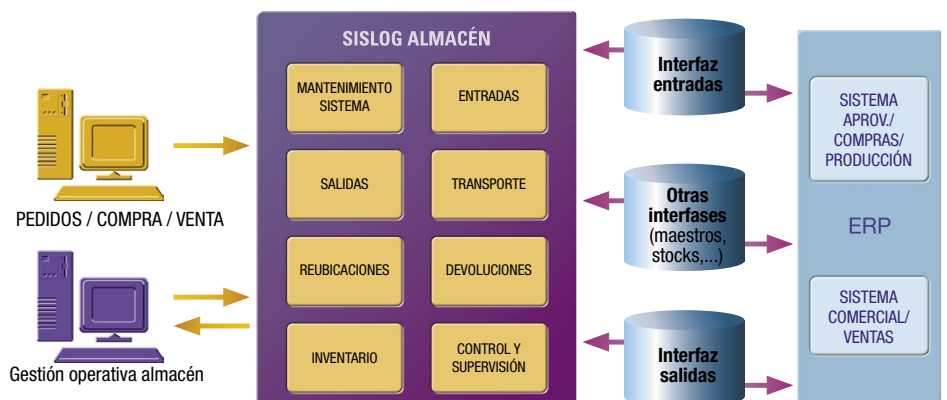 SISLOG ALMACÉN
MANTENIMIENTO
SISTEMA
ENTRADAS
SALIDAS
TRANSPORTE
REUBICACIONES
DEVOLUCIONES
INVENTARIO
CONTROL Y
SUPERVISIÓN
PEDIDOS / COMPRA / VENTA
Gestión operativa almacén
Interfaz
entradas
Otras
interfases
(maestros,
stocks,...)
Interfaz
salidas
SISTEMA
APROV./
COMPRAS/
PRODUCCIÓN
ERP
SISTEMA
COMERCIAL/
VENTAS